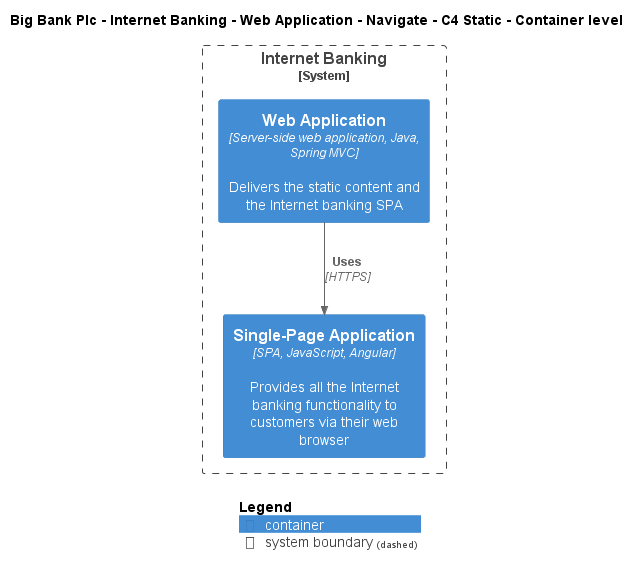 Big Bank Plc - Internet Banking - Web Application - Navigate - C4 Static - Container level
Internet Banking
[System]
Web Application
[Server-side web application, Java,
Spring MVC]
Delivers the static content and
the Internet banking SPA
Uses
[HTTPS]
Single-Page Application
[SPA, JavaScript, Angular]
Provides all the Internet
banking functionality to
customers via their web
browser
Legend
container
system boundary (dashed)